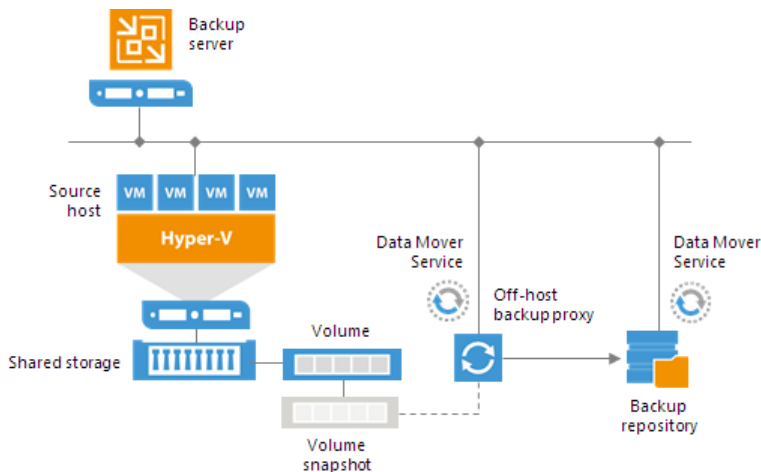 Backup
server
Source
host
VM VM VM VM
Hyper-V
Data Mover
Service
Data Mover
Service
Off-host
backup proxy
Volume
Shared storage
Backup
repository
Volume
snapshot